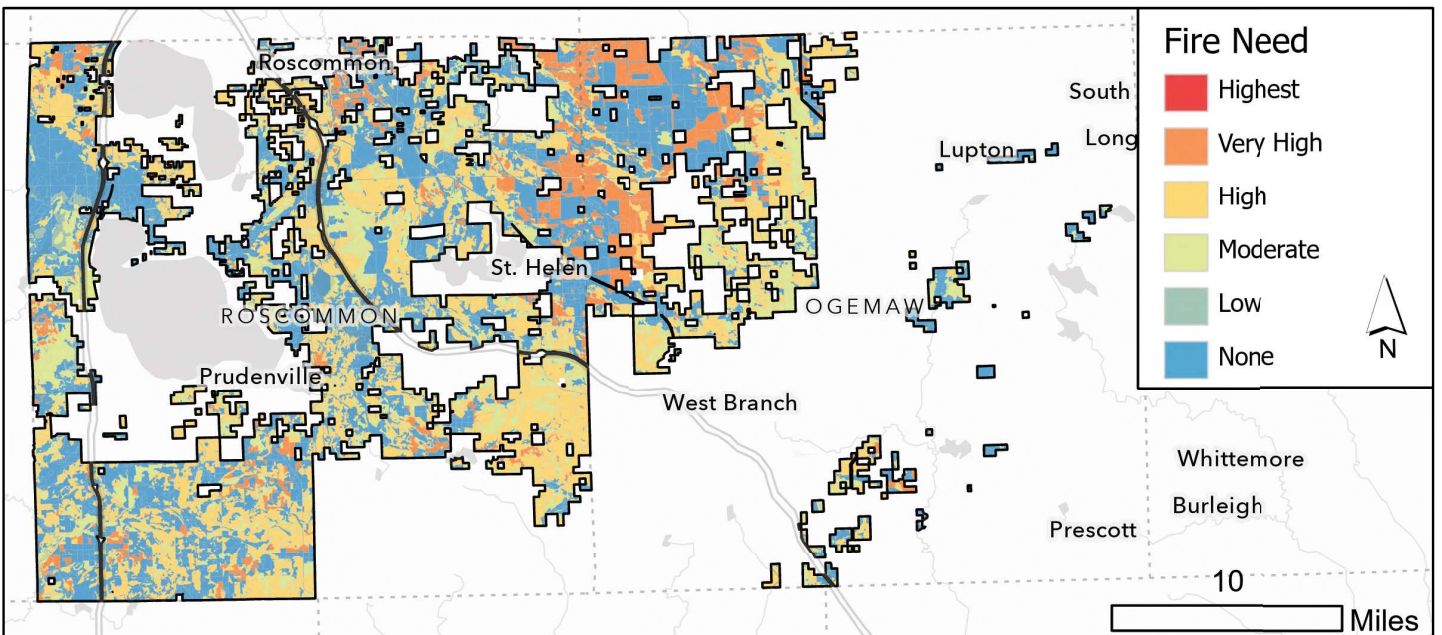 Fire Need
Highest
Very High
High
Moderate
Low
None
N
Roscommon
South
Long
Lupton
St. Helen
ROSCOMMON
OGEMAW
Prudenville
West Branch
Whittemore
Burleigh
Prescott
10
Miles